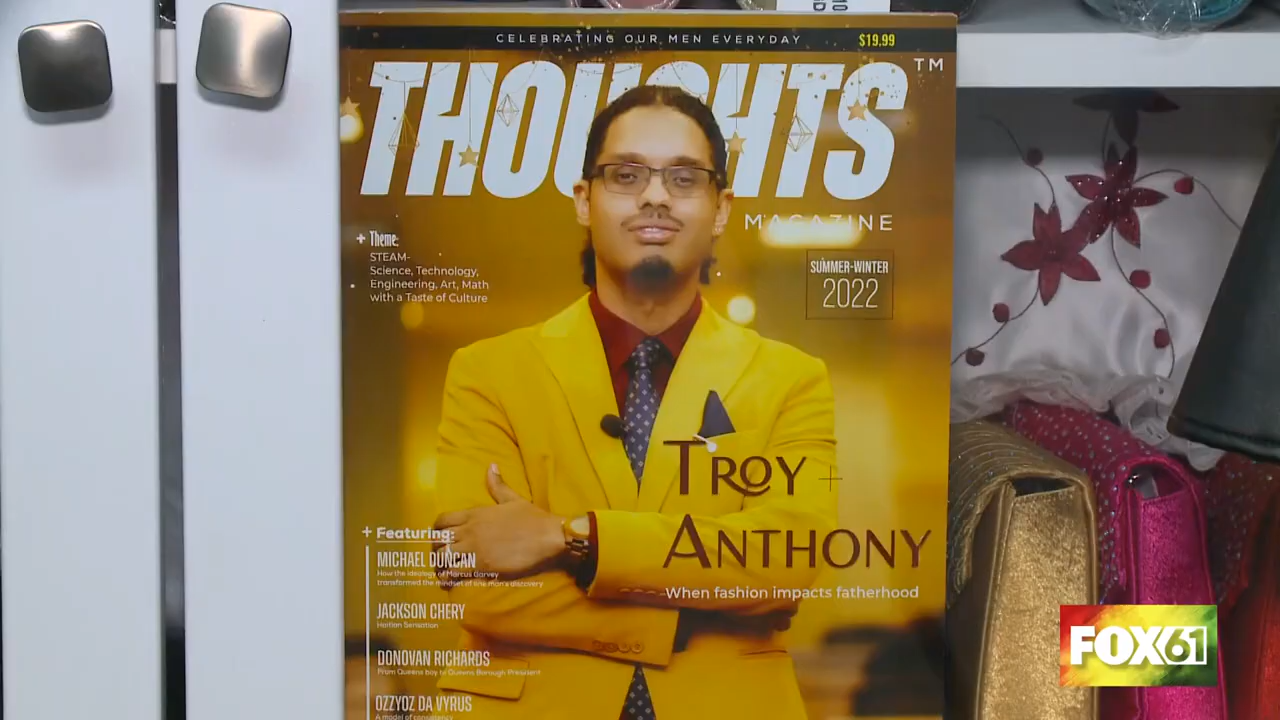 CELEBRATING OUR MEN EVERYDAY
$19.99
THOUGHTS
TM
MAGAZINE
+ Theme:
STEAM-
Science, Technology,
Engineering, Art, Math
with a Taste of Culture
SUMMER-WINTER
2022
TROY +
ANTHONY
When fashion impacts fatherhood
+ Featuring:
MICHAEL DUNCAN
How the ideology of Marcus Garvey
transformed the mindset of one man's discovery
JACKSON CHERY
Haitian Sensation
DONOVAN RICHARDS
From Queens boy to Queens Borough President
OZZYOZ DA VYRUS
A model of consistency
FOX61